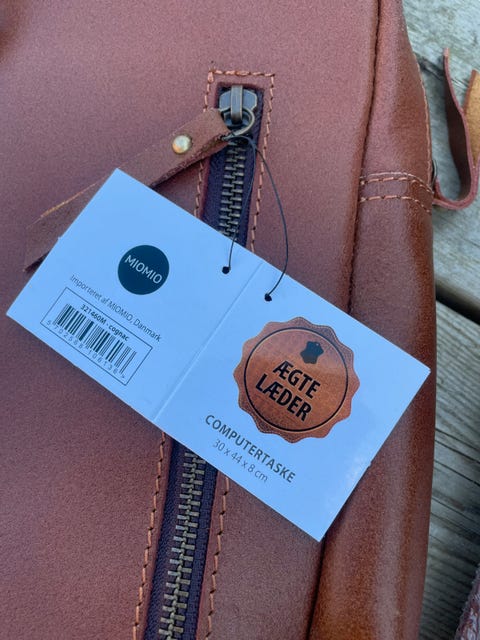 MIOMIO
Importeret af MIOMIO, Danmark
321460M - cognac
ÆGTE
LÆDER
COMPUTERTASKE
30 x 44 x 8 cm